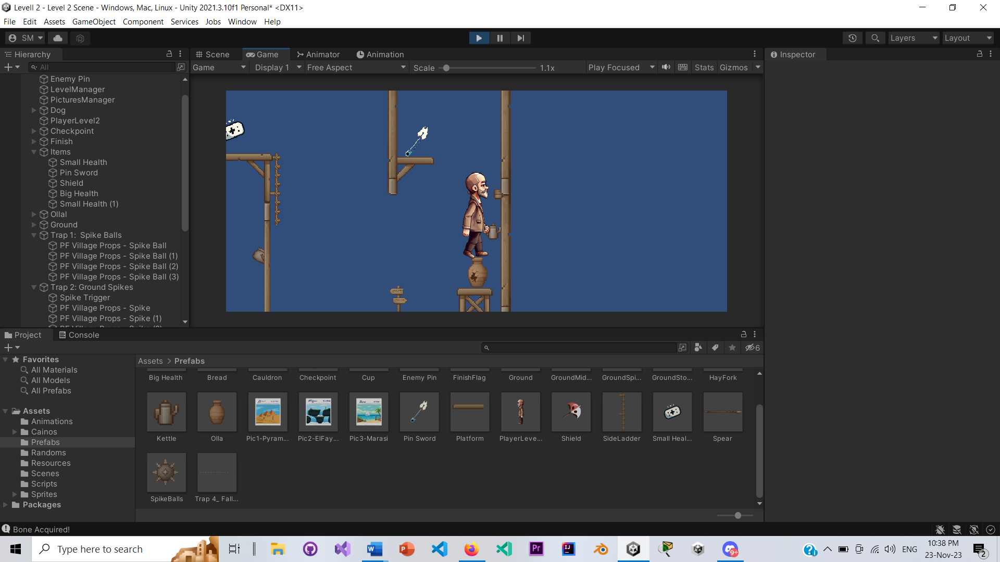 Levell 2 - Level 2 Scene - Windows, Mac, Linux - Unity 2021.3.10f1 Personal* <DX11>
File Edit Assets GameObject Component Services Jobs Window Help
SM Layers Layout
Hierarchy
All
Enemy Pin
LevelManager
PicturesManager
Dog
PlayerLevel2
Checkpoint
Finish
Items
Small Health
Pin Sword
Shield
Big Health
Small Health (1)
Ollal
Ground
Trap 1: Spike Balls
PF Village Props - Spike Ball
PF Village Props - Spike Ball (1)
PF Village Props - Spike Ball (2)
PF Village Props - Spike Ball (3)
Trap 2: Ground Spikes
Spike Trigger
PF Village Props - Spike
PF Village Props - Spike (1)
Scene Game Animator Animation
Game Display 1 Free Aspect Scale 1.1x Play Focused Stats Gizmos
Inspector
Project Console
6
Favorites
All Materials
All Models
All Prefabs
Assets
Animations
Cainos
Prefabs
Randoms
Resources
Scenes
Scripts
Sprites
Packages
Assets > Prefabs
Big Health Bread Cauldron Checkpoint Cup Enemy Pin FinishFlag Ground GroundMid... GroundSpi... GroundSto... HayFork
Kettle Olla Pic1-Pyram... Pic2-ElFay... Pic3-Marasi Pin Sword Platform PlayerLeve... Shield SideLadder Small Heal... Spear
SpikeBalls Trap 4_ Fall...
Bone Acquired!
Type here to search
9+
ENG
10:38 PM
23-Nov-23
2